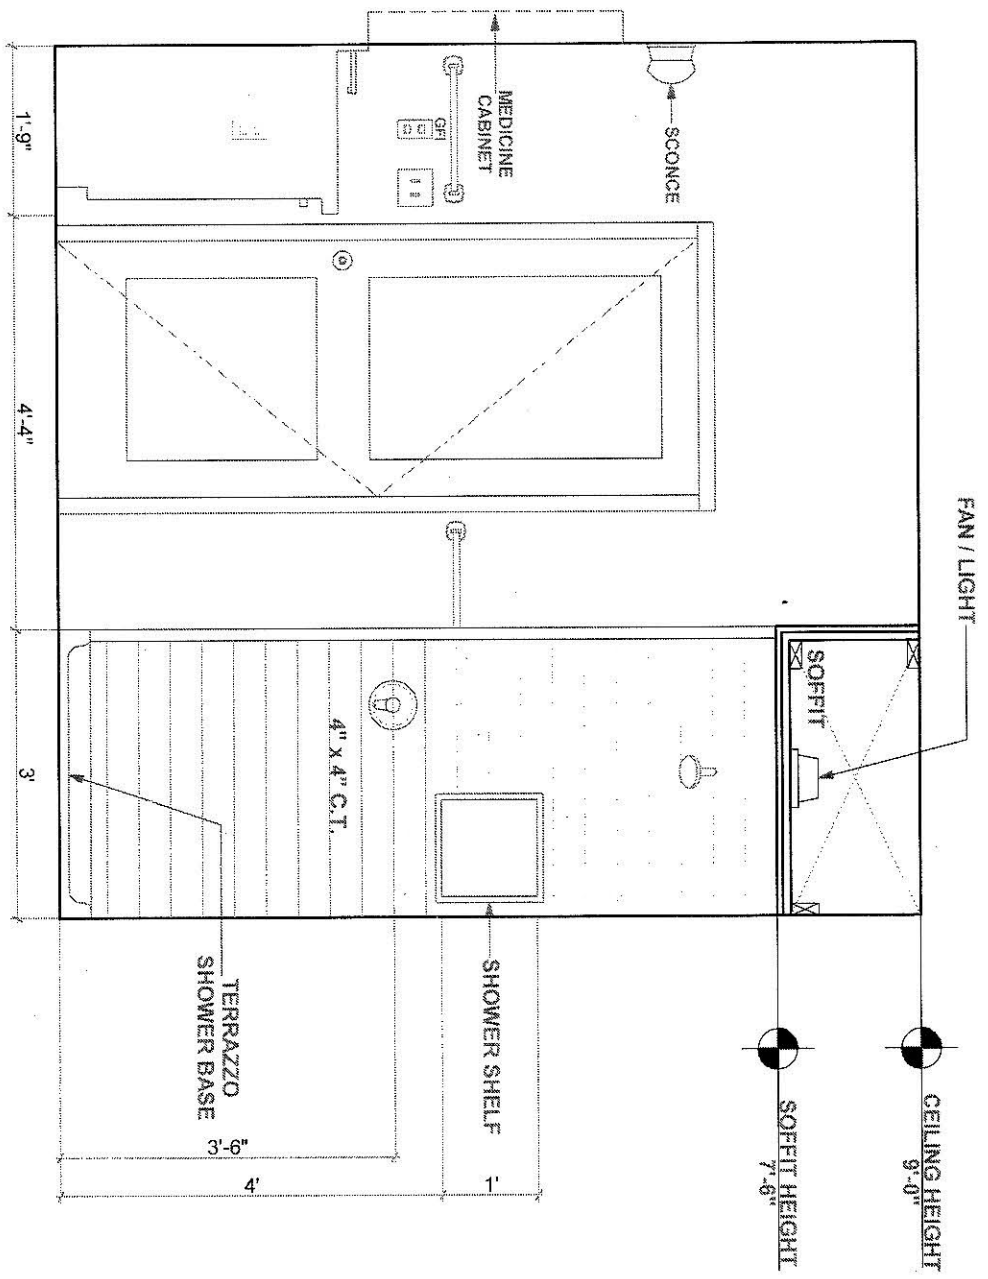 FAN / LIGHT
CEILING HEIGHT
9'-0"
SOFFIT HEIGHT
7'-6"
SOFFIT
SCONCE
MEDICINE
CABINET
GFI
4" x 4" C.T.
SHOWER SHELF
TERRAZZO
SHOWER BASE
3'-6"
4'
1'
1'-9"
4'-4"
3'